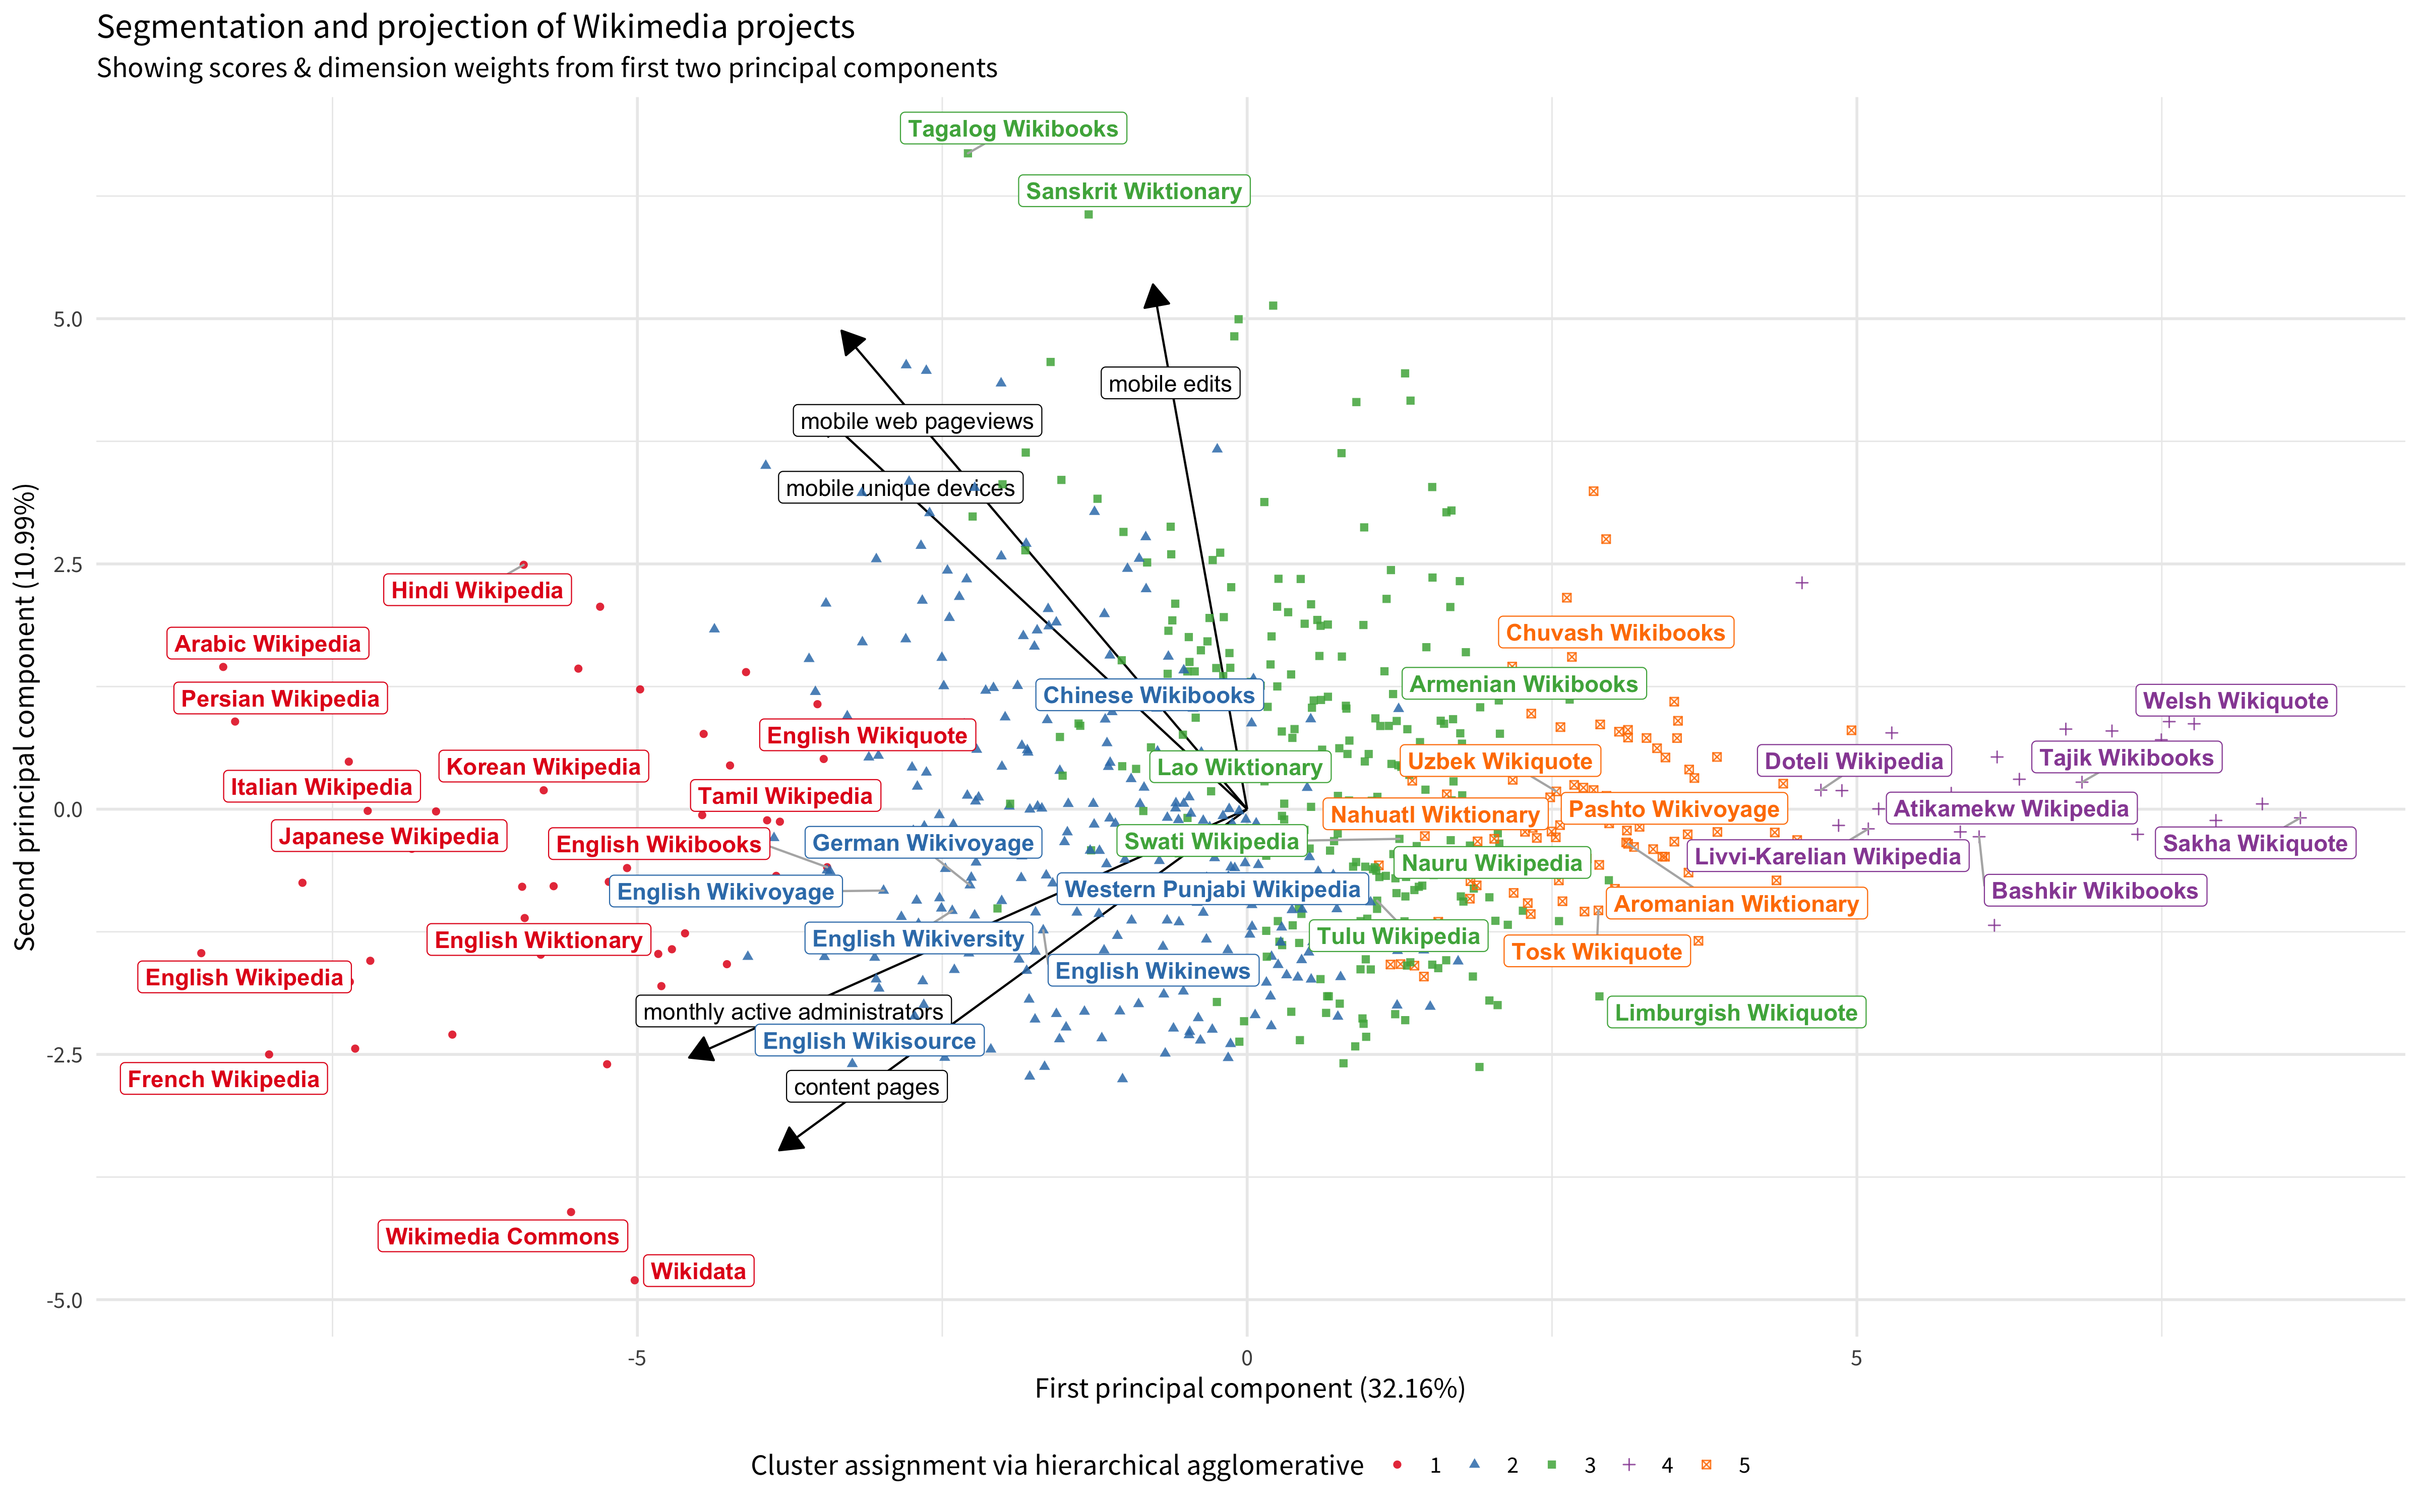 Segmentation and projection of Wikimedia projects
Showing scores & dimension weights from first two principal components
Tagalog Wikibooks
Sanskrit Wiktionary
5.0
mobile edits
mobile web pageviews
mobile unique devices
2.5
Hindi Wikipedia
Chuvash Wikibooks
Arabic Wikipedia
Armenian Wikibooks
Persian Wikipedia
Chinese Wikibooks
Welsh Wikiquote
English Wikiquote
Korean Wikipedia
Lao Wiktionary
Uzbek Wikiquote
Doteli Wikipedia
Tajik Wikibooks
Italian Wikipedia
Tamil Wikipedia
0.0
Nahuatl Wiktionary
Pashto Wikivoyage
Atikamekw Wikipedia
Japanese Wikipedia
English Wikibooks
German Wikivoyage
Swati Wikipedia
Sakha Wikiquote
Nauru Wikipedia
Livvi-Karelian Wikipedia
English Wikivoyage
Western Punjabi Wikipedia
Bashkir Wikibooks
Aromanian Wiktionary
English Wiktionary
English Wikiversity
Tulu Wikipedia
Tosk Wikiquote
English Wikipedia
English Wikinews
monthly active administrators
Limburgish Wikiquote
English Wikisource
-2.5
French Wikipedia
content pages
Wikimedia Commons
Wikidata
-5.0
Second principal component (10.99%)
-5
0
5
First principal component (32.16%)
Cluster assignment via hierarchical agglomerative 1 2 3 4 5